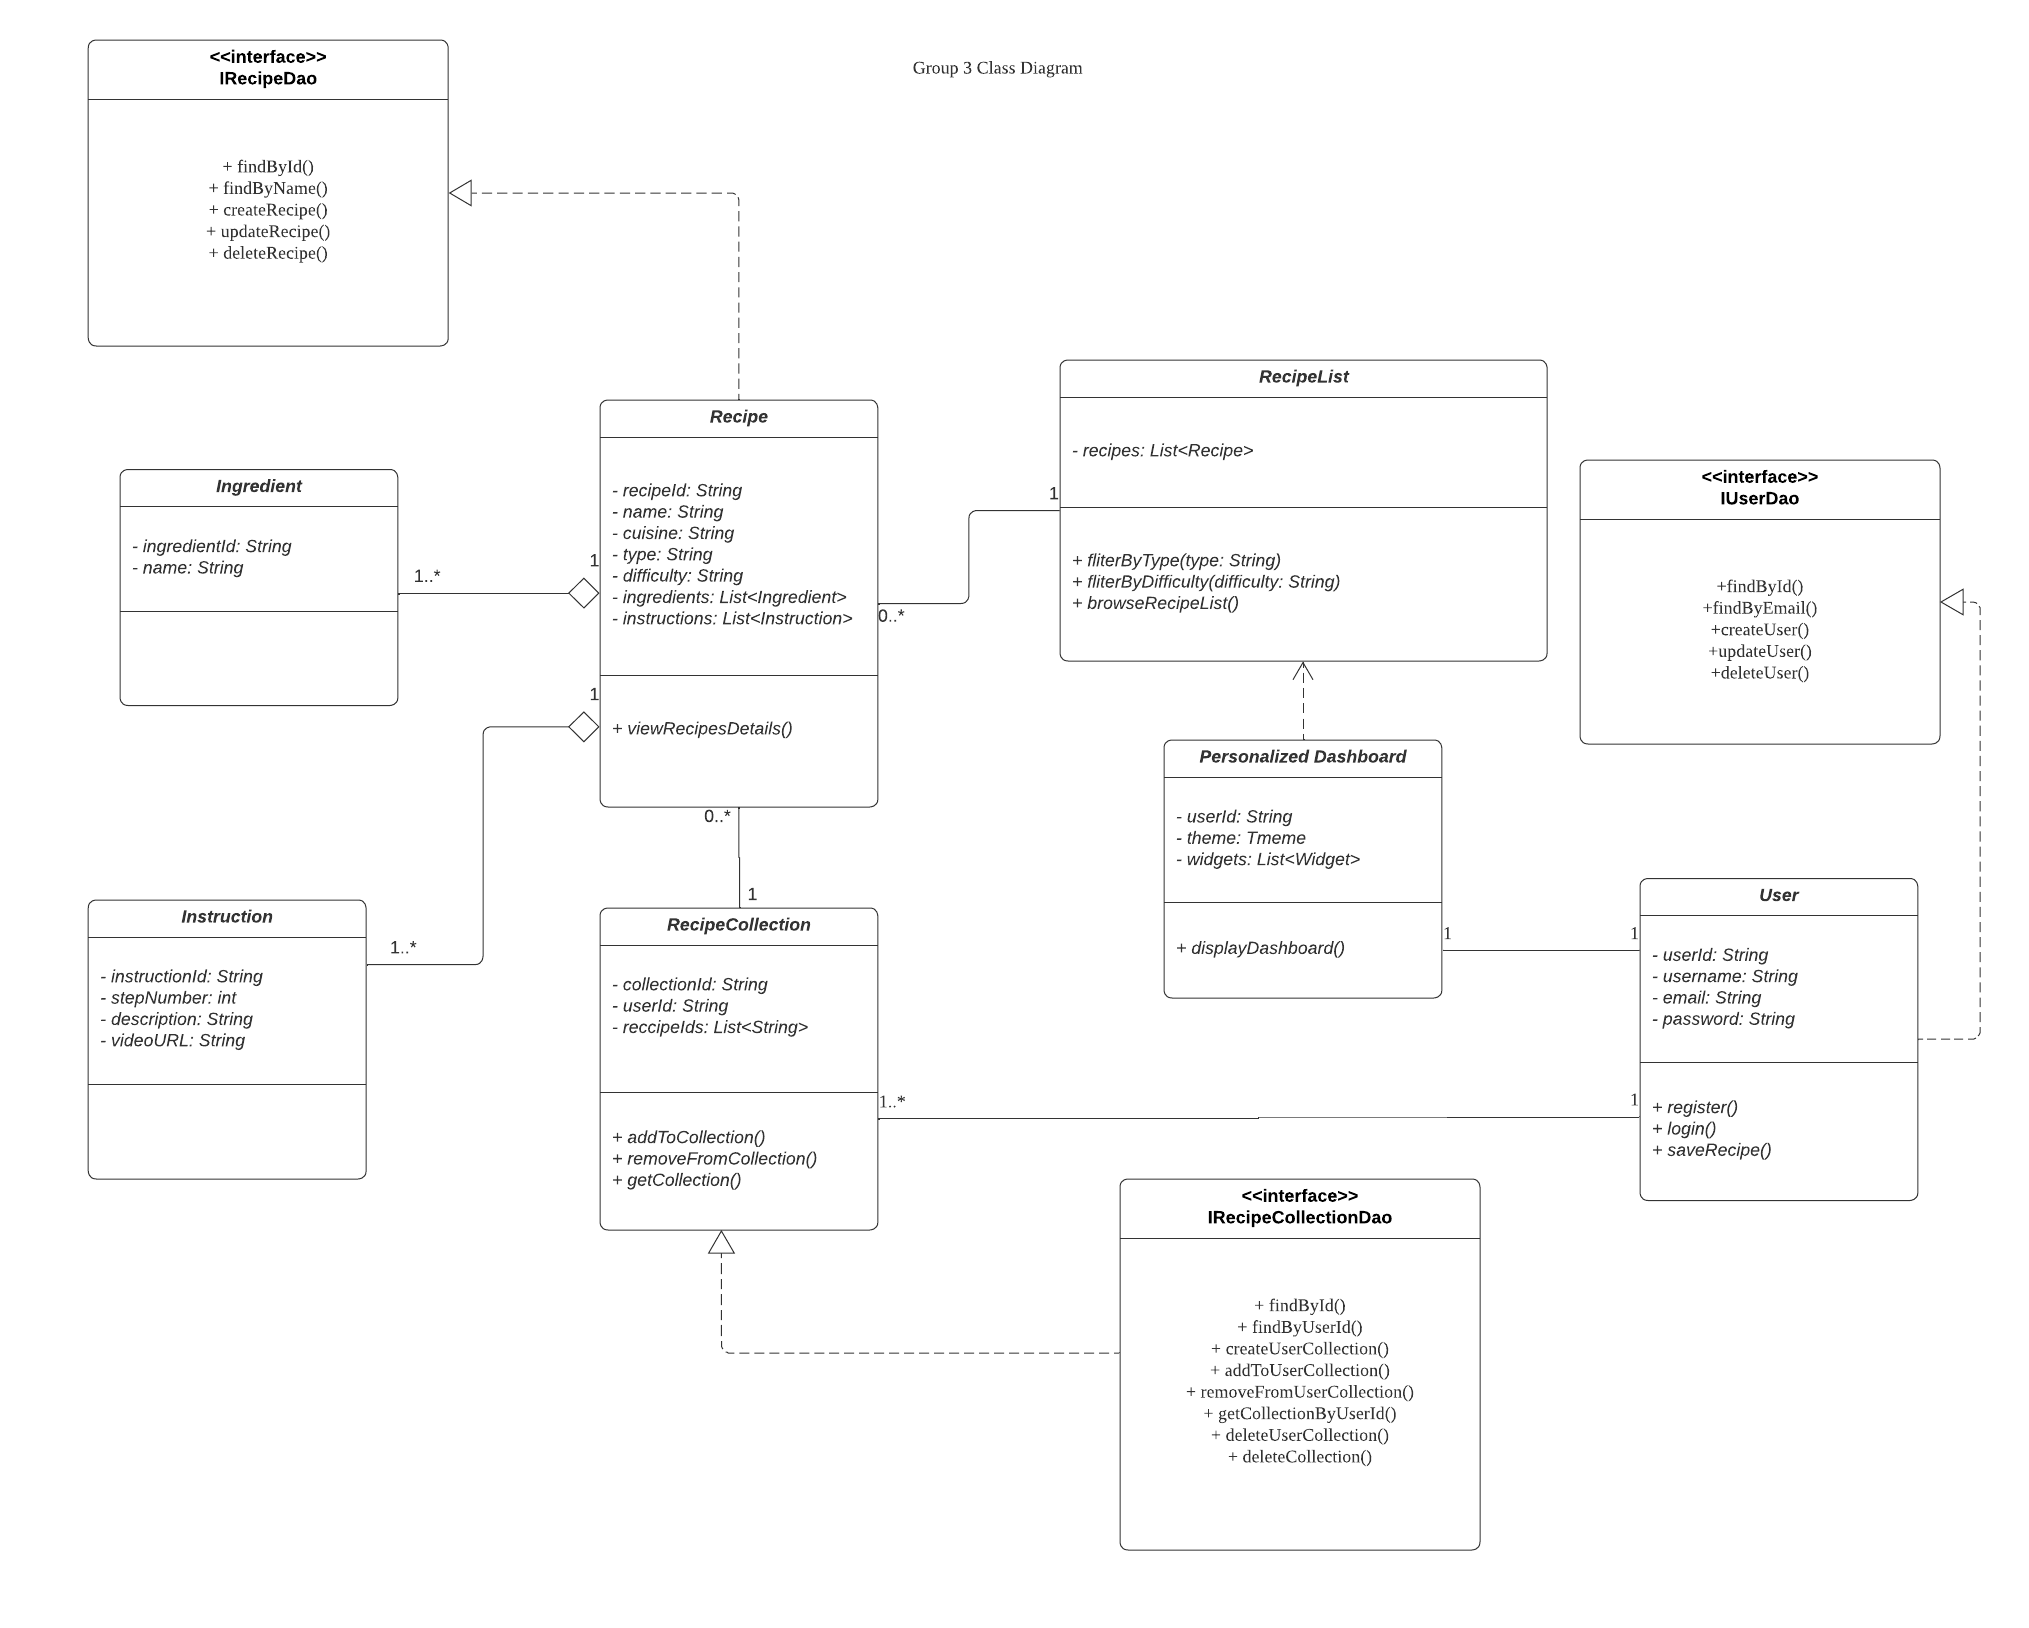 Group 3 Class Diagram
<<interface>>
IRecipeDao
+ findById()
+ findByName()
+ createRecipe()
+ updateRecipe()
+ deleteRecipe()
Recipe
- recipeId: String
- name: String
- cuisine: String
- type: String
- difficulty: String
- ingredients: List<Ingredient>
- instructions: List<Instruction>
+ viewRecipesDetails()
RecipeList
- recipes: List<Recipe>
+ fliterByType(type: String)
+ fliterByDifficulty(difficulty: String)
+ browseRecipeList()
1
0..*
Ingredient
- ingredientId: String
- name: String
1..*
1
<<interface>>
IUserDao
+findById()
+findByEmail()
+createUser()
+updateUser()
+deleteUser()
1
1..*
Instruction
- instructionId: String
- stepNumber: int
- description: String
- videoURL: String
0..*
1
RecipeCollection
- collectionId: String
- userId: String
- reccipeIds: List<String>
+ addToCollection()
+ removeFromCollection()
+ getCollection()
Personalized Dashboard
- userId: String
- theme: Tmeme
- widgets: List<Widget>
+ displayDashboard()
1
1
User
- userId: String
- username: String
- email: String
- password: String
+ register()
+ login()
+ saveRecipe()
1..*
1
<<interface>>
IRecipeCollectionDao
+ findById()
+ findByUserId()
+ createUserCollection()
+ addToUserCollection()
+ removeFromUserCollection()
+ getCollectionByUserId()
+ deleteUserCollection()
+ deleteCollection()